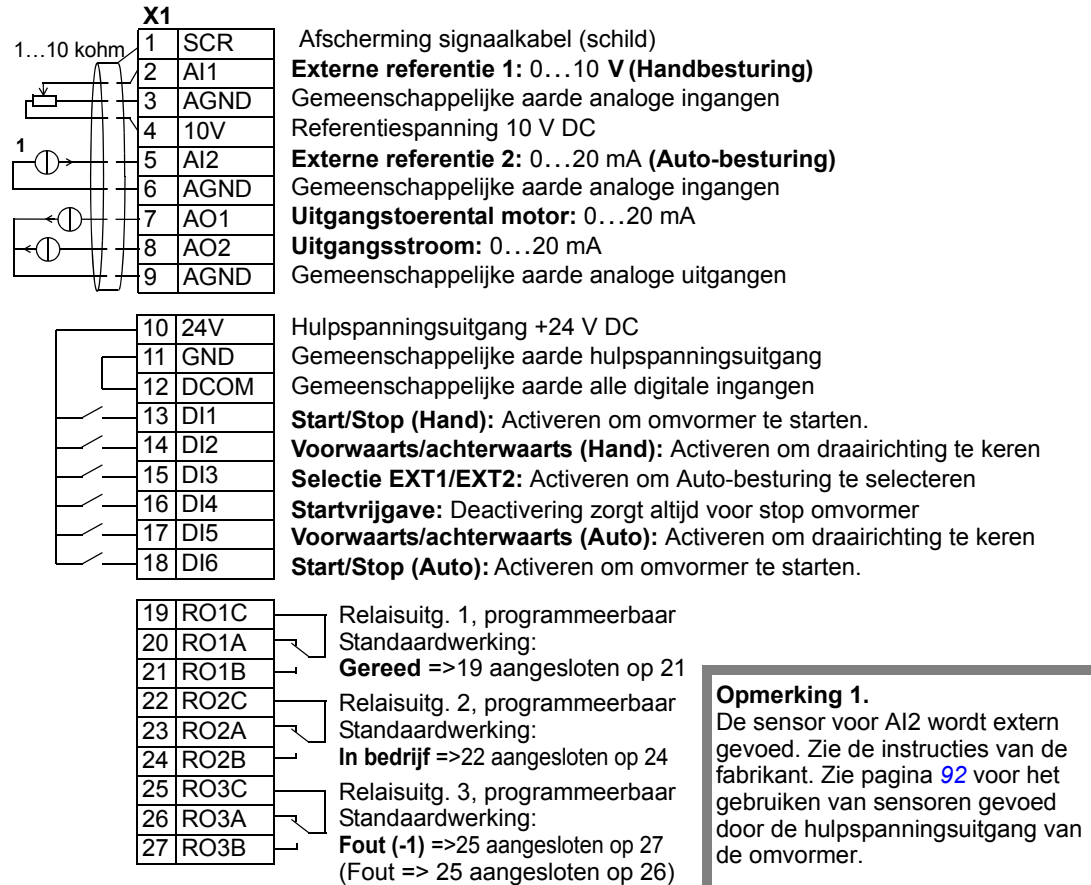 X1
1…10 kohm
1 SCR Afscherming signaalkabel (schild)
2 AI1 Externe referentie 1: 0…10 V (Handbesturing)
3 AGND Gemeenschappelijke aarde analoge ingangen
4 10V Referentiespanning 10 V DC
1
5 AI2 Externe referentie 2: 0…20 mA (Auto-besturing)
6 AGND Gemeenschappelijke aarde analoge ingangen
7 AO1 Uitgangstoerental motor: 0…20 mA
8 AO2 Uitgangsstroom: 0…20 mA
9 AGND Gemeenschappelijke aarde analoge uitgangen
10 24V Hulpspanningsuitgang +24 V DC
11 GND Gemeenschappelijke aarde hulpspanningsuitgang
12 DCOM Gemeenschappelijke aarde alle digitale ingangen
13 DI1 Start/Stop (Hand): Activeren om omvormer te starten.
14 DI2 Voorwaarts/achterwaarts (Hand): Activeren om draairichting te keren
15 DI3 Selectie EXT1/EXT2: Activeren om Auto-besturing te selecteren
16 DI4 Startvrijgave: Deactivering zorgt altijd voor stop omvormer
17 DI5 Voorwaarts/achterwaarts (Auto): Activeren om draairichting te keren
18 DI6 Start/Stop (Auto): Activeren om omvormer te starten.
19 RO1C Relaisuitg. 1, programmeerbaar
20 RO1A Standaardwerking:
21 RO1B Gereed =>19 aangesloten op 21
22 RO2C Relaisuitg. 2, programmeerbaar
23 RO2A Standaardwerking:
24 RO2B In bedrijf =>22 aangesloten op 24
25 RO3C Relaisuitg. 3, programmeerbaar
26 RO3A Standaardwerking:
27 RO3B Fout (-1) =>25 aangesloten op 27
(Fout => 25 aangesloten op 26)
Opmerking 1.
De sensor voor AI2 wordt extern
gevoed. Zie de instructies van de
fabrikant. Zie pagina 92 voor het
gebruiken van sensoren gevoed
door de hulpspanningsuitgang van
de omvormer.